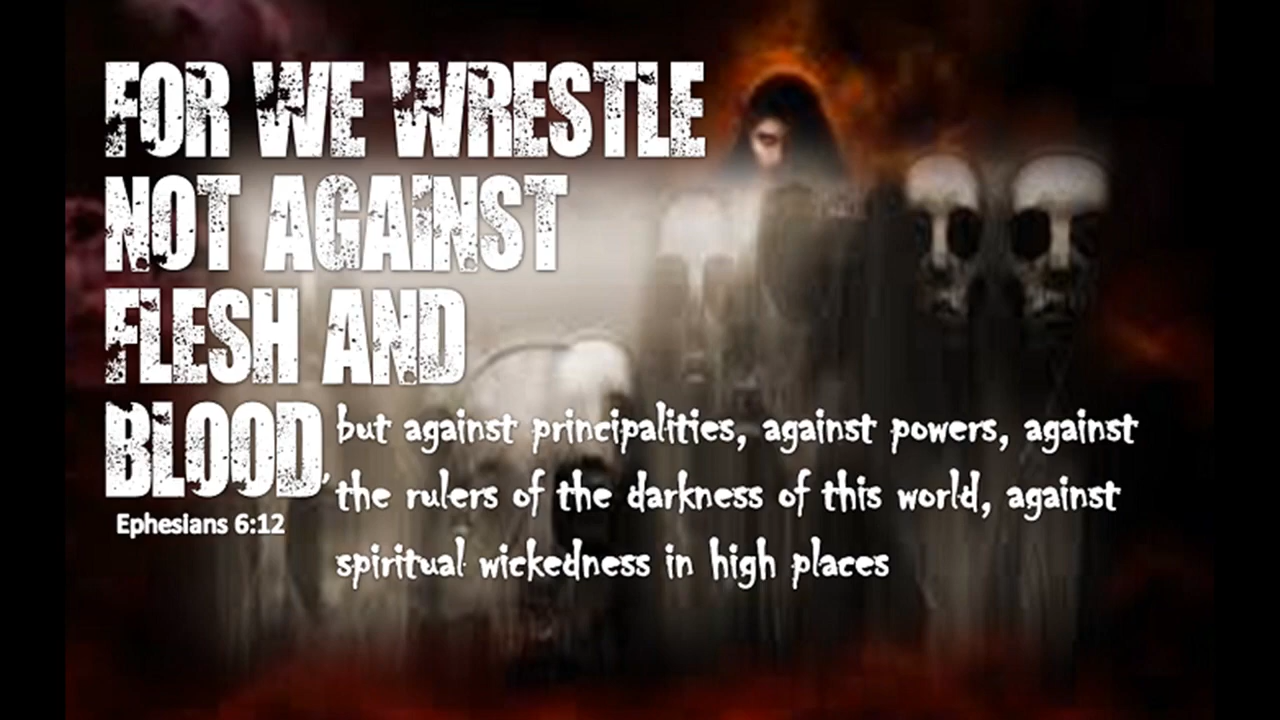 FOR WE WRESTLE
NOT AGAINST
FLESH AND
BLOOD,
but against principalities, against powers, against
the rulers of the darkness of this world, against
spiritual wickedness in high places
Ephesians 6:12